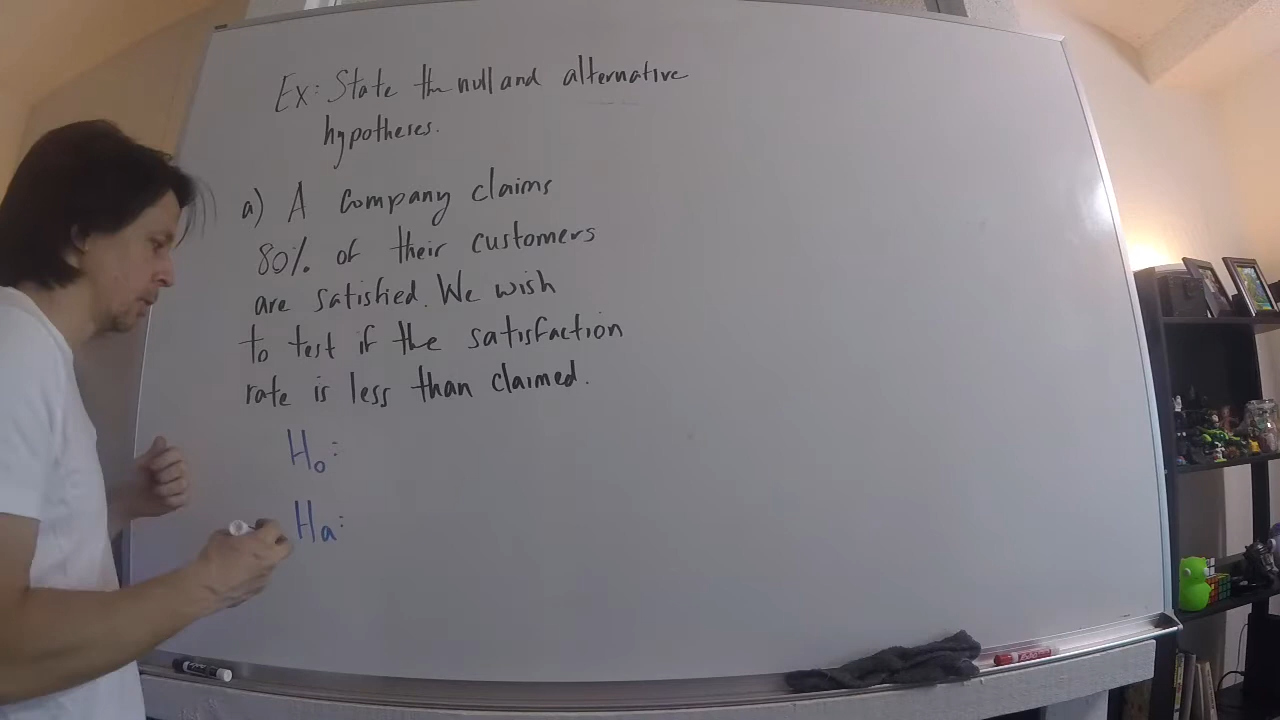 Ex: State the null and alternative
hypotheses.
a) A company claims
80% of their customers
are satisfied. We wish
to test if the satisfaction
rate is less than claimed.
H₀:
Ha: